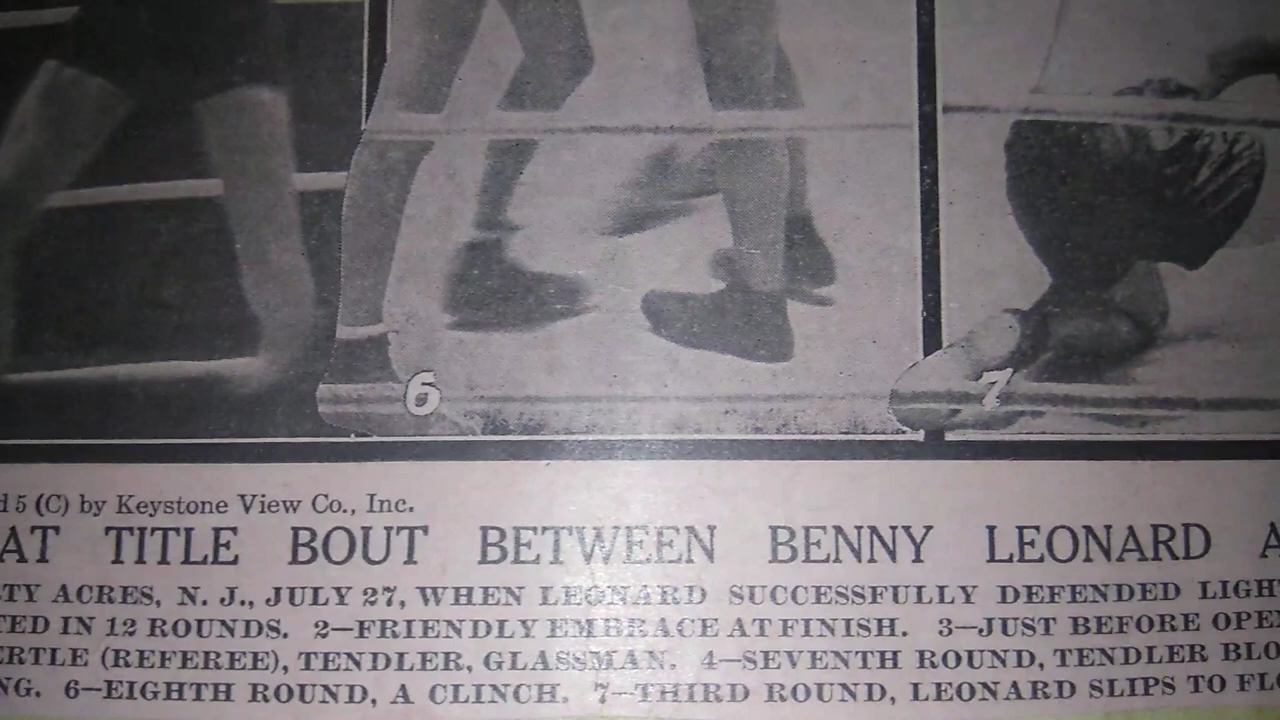 6
7
d 5 (C) by Keystone View Co., Inc.
AT TITLE BOUT BETWEEN BENNY LEONARD A
TY ACRES, N. J., JULY 27, WHEN LEONARD SUCCESSFULLY DEFENDED LIGH
TED IN 12 ROUNDS. 2—FRIENDLY EMBRACE AT FINISH. 3—JUST BEFORE OPE
ERTLE (REFEREE), TENDLER, GLASSMAN. 4—SEVENTH ROUND, TENDLER BLO
NG. 6—EIGHTH ROUND, A CLINCH. 7—THIRD ROUND, LEONARD SLIPS TO FLO